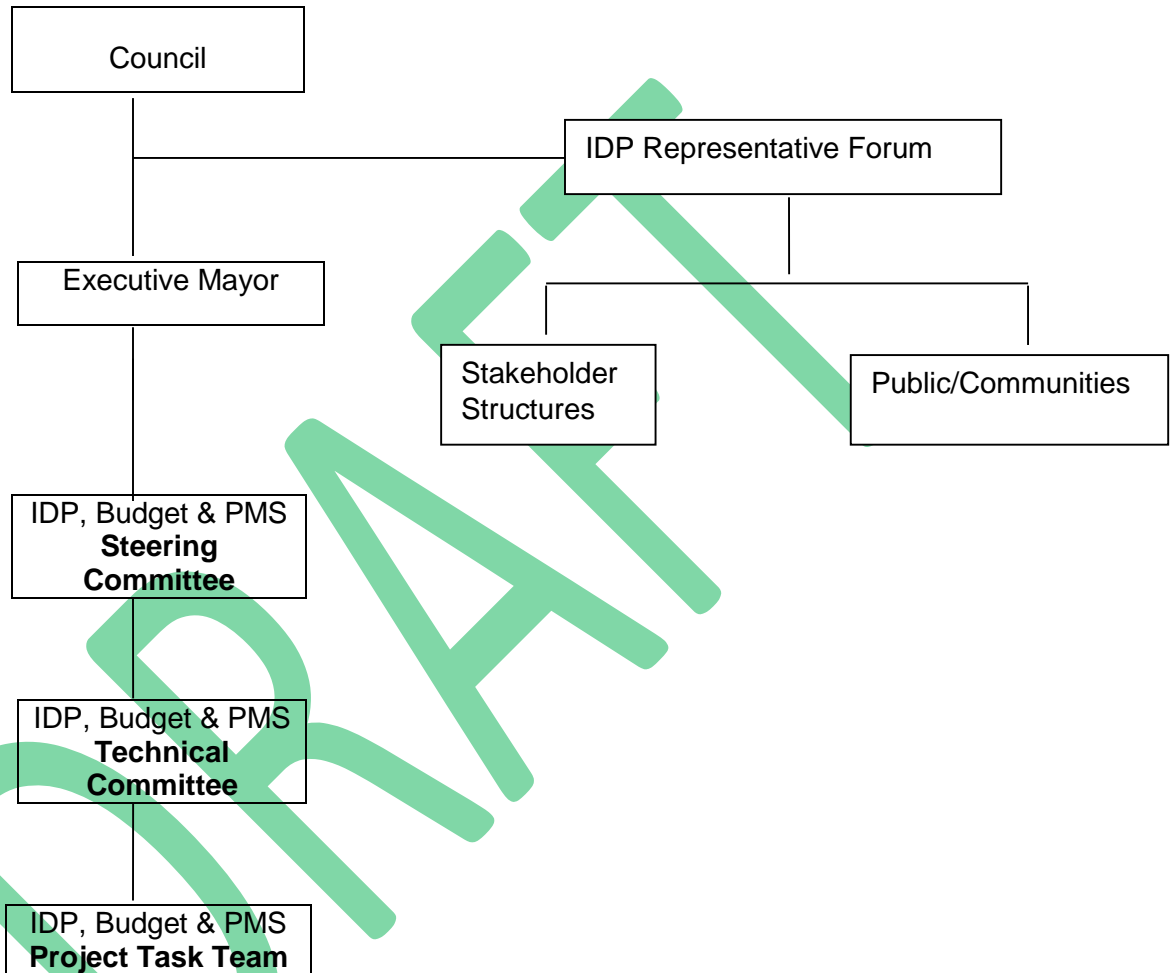 Council
IDP Representative Forum
Executive Mayor
Stakeholder
Structures
Public/Communities
IDP, Budget & PMS
Steering
Committee
IDP, Budget & PMS
Technical
Committee
IDP, Budget & PMS
Project Task Team
DRAFT